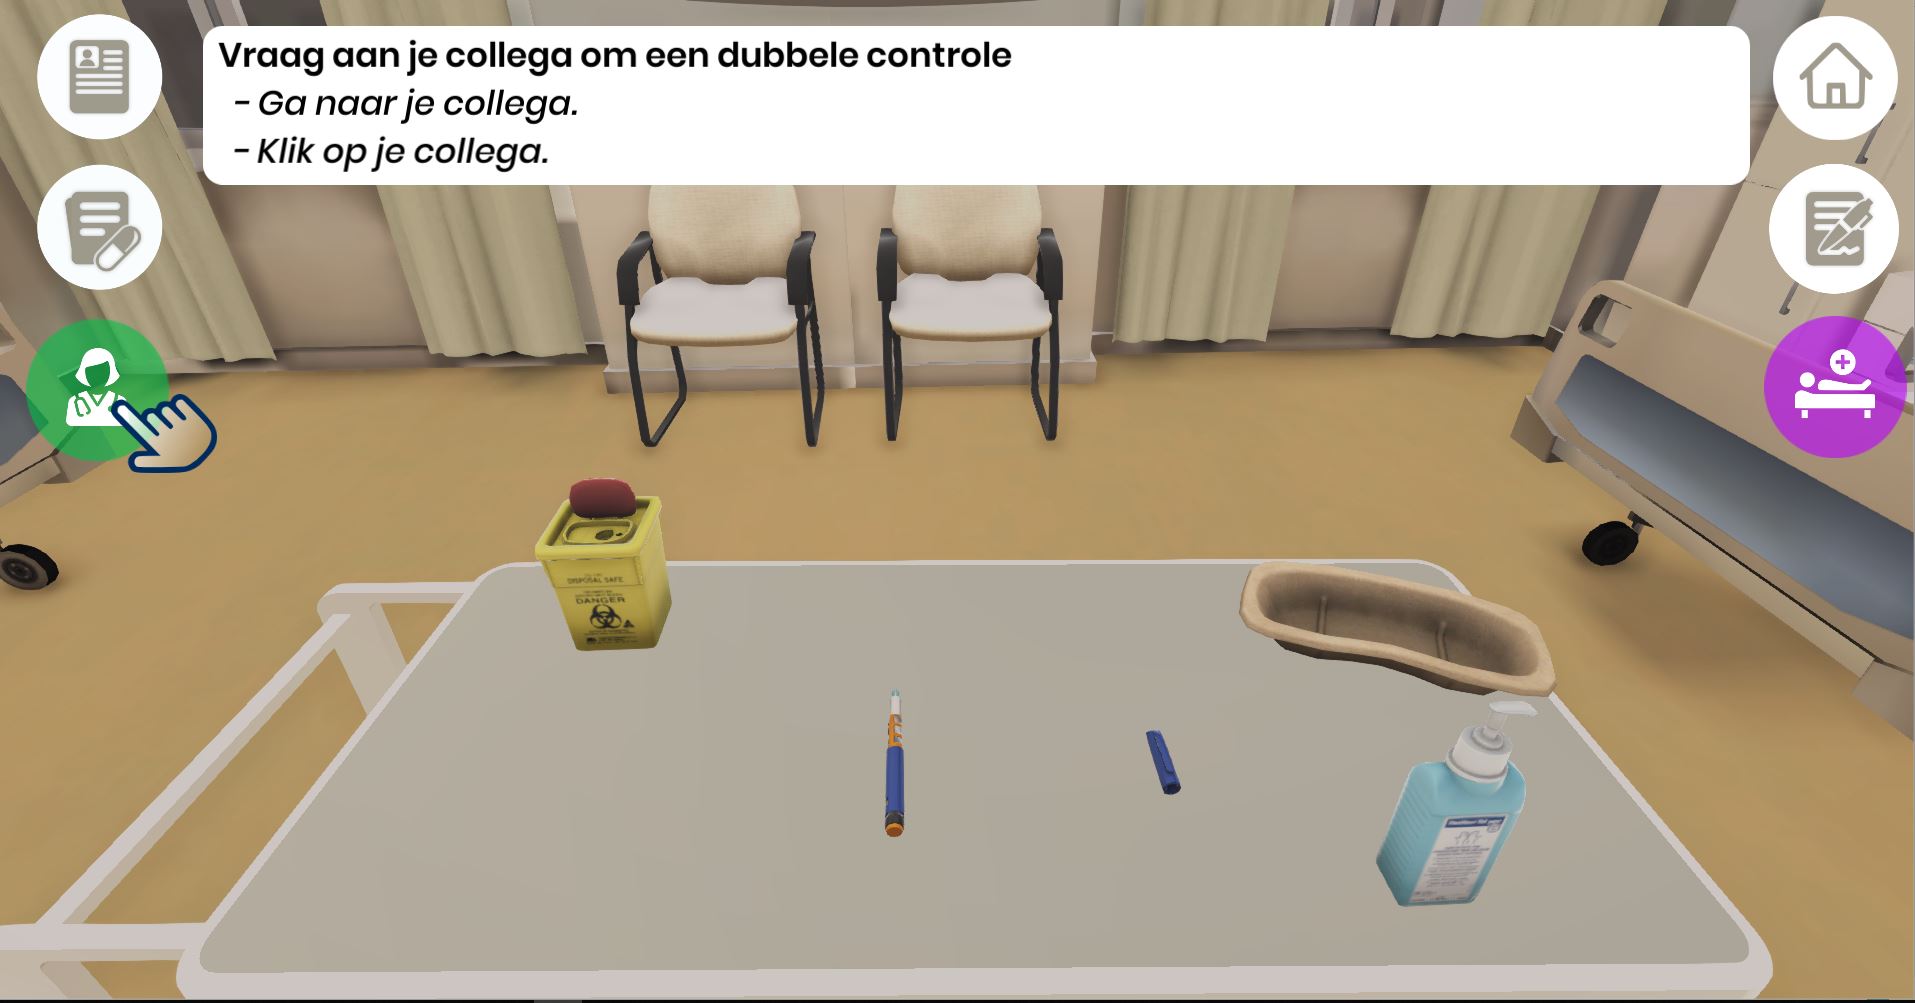 Vraag aan je collega om een dubbele controle
- Ga naar je collega.
- Klik op je collega.
DISPOSAL SAFE
DANGER